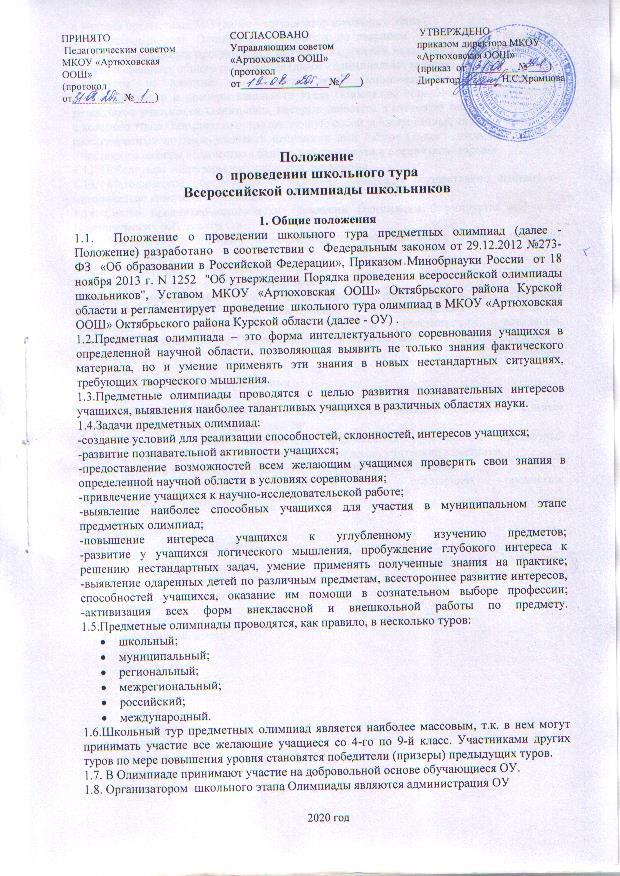 ПРИНЯТО
Педагогическим советом
МКОУ «Артюховская
ООШ»
(протокол
от 31.08 20г. № 1 )
СОГЛАСОВАНО
Управляющим советом
«Артюховская ООШ»
(протокол
от 20г. № )
УТВЕРЖДЕНО
приказом директора МКОУ
«Артюховская ООШ»
(приказ от 31.08 № )
Директор Н.С.Храмцова
Положение
о проведении школьного тура
Всероссийской олимпиады школьников
1. Общие положения
1.1. Положение о проведении школьного тура предметных олимпиад (далее -
Положение) разработано в соответствии с Федеральным законом от 29.12.2012 №273-
ФЗ «Об образовании в Российской Федерации», Приказом Минобрнауки России от 18
ноября 2013 г. N 1252 "Об утверждении Порядка проведения всероссийской олимпиады
школьников", Уставом МКОУ «Артюховская ООШ» Октябрьского района Курской
области и регламентирует проведение школьного тура олимпиад в МКОУ «Артюховская
ООШ» Октябрьского района Курской области (далее - ОУ) .
1.2.Предметная олимпиада – это форма интеллектуального соревнования учащихся в
определенной научной области, позволяющая выявить не только знания фактического
материала, но и умение применять эти знания в новых нестандартных ситуациях,
требующих творческого мышления.
1.3.Предметные олимпиады проводятся с целью развития познавательных интересов
учащихся, выявления наиболее талантливых учащихся в различных областях науки.
1.4.Задачи предметных олимпиад:
-создание условий для реализации способностей, склонностей, интересов учащихся;
-развитие познавательной активности учащихся;
-предоставление возможностей всем желающим учащимся проверить свои знания в
определенной научной области в условиях соревнования;
-привлечение учащихся к научно-исследовательской работе;
-выявление наиболее способных учащихся для участия в муниципальном этапе
предметных олимпиад;
-повышение интереса учащихся к углубленному изучению предметов;
-развитие у учащихся логического мышления, пробуждение глубокого интереса к
решению нестандартных задач, умение применять полученные знания на практике;
-выявление одаренных детей по различным предметам, всестороннее развитие интересов,
способностей учащихся, оказание им помощи в сознательном выборе профессии;
-активизация всех форм внеклассной и внешкольной работы по предмету.
1.5.Предметные олимпиады проводятся, как правило, в несколько туров:
• школьный;
• муниципальный;
• региональный;
• межрегиональный;
• российский;
• международный.
1.6.Школьный тур предметных олимпиад является наиболее массовым, т.к. в нем могут
принимать участие все желающие учащиеся со 4-го по 9-й класс. Участниками других
туров по мере повышения уровня становятся победители (призеры) предыдущих туров.
1.7. В Олимпиаде принимают участие на добровольной основе обучающиеся ОУ.
1.8. Организатором школьного этапа Олимпиады являются администрация ОУ
2020 год